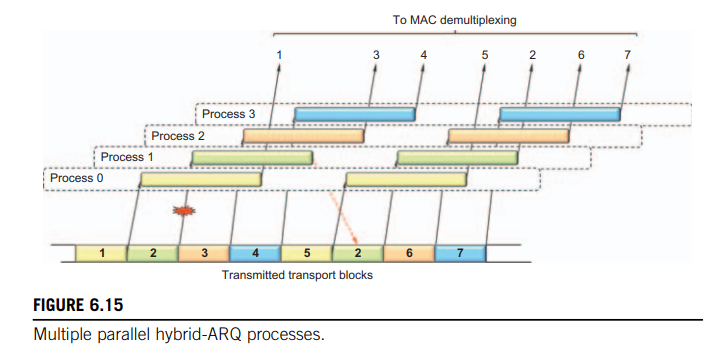 To MAC demultiplexing
1 3 4 5 2 6 7
Process 3
Process 2
Process 1
Process 0
1 2 3 4 5 2 6 7
Transmitted transport blocks
FIGURE 6.15
Multiple parallel hybrid-ARQ processes.